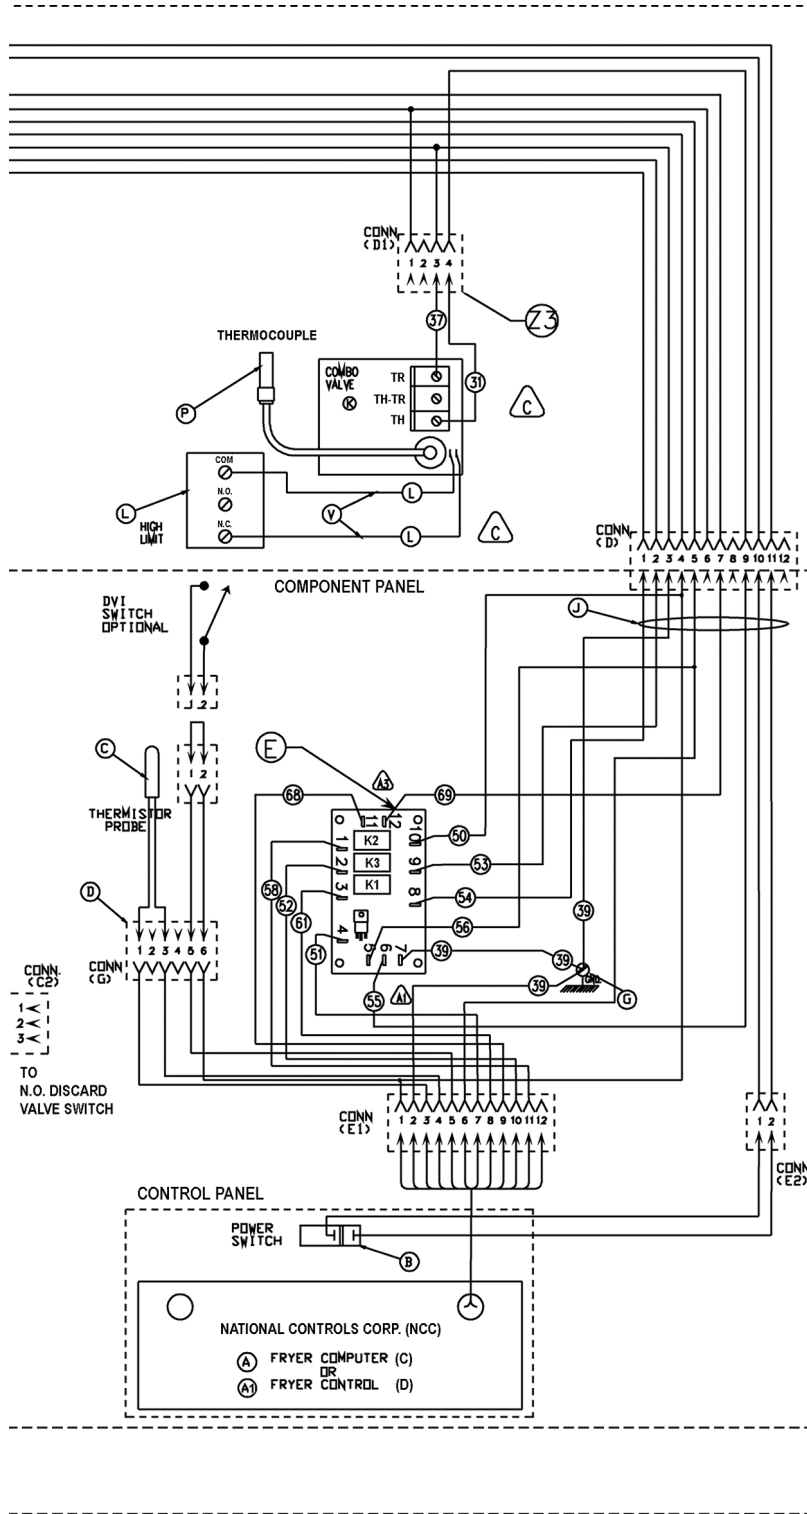 CONN.
(D1)
1 2 3 4
Z3
37
THERMOCOUPLE
COMBO
VALVE
K
TR
TH-TR
TH
31
C
P
COM
N.O.
N.C.
L
HIGH
LIMIT
V
L
L
C
CONN.
(D)
1 2 3 4 5 6 7 8 9 10 11 12
COMPONENT PANEL
DVI
SWITCH
OPTIONAL
J
1 2
C
1 2
THERMISTOR
PROBE
E
A3
68
69
11 12
K2
K3
K1
1
2
3
4
5 6 7
8
9
10
50
53
54
56
58
52
61
51
39
39
39
39
55
A1
GND.
G
D
CONN
(G)
1 2 3 4 5 6
CONN.
(C2)
1
2
3
TO
N.O. DISCARD
VALVE SWITCH
CONN
(E1)
1 2 3 4 5 6 7 8 9 10 11 12
1 2
CONN
(E2)
CONTROL PANEL
POWER
SWITCH
B
NATIONAL CONTROLS CORP. (NCC)
A FRYER COMPUTER (C)
OR
A1 FRYER CONTROL (D)